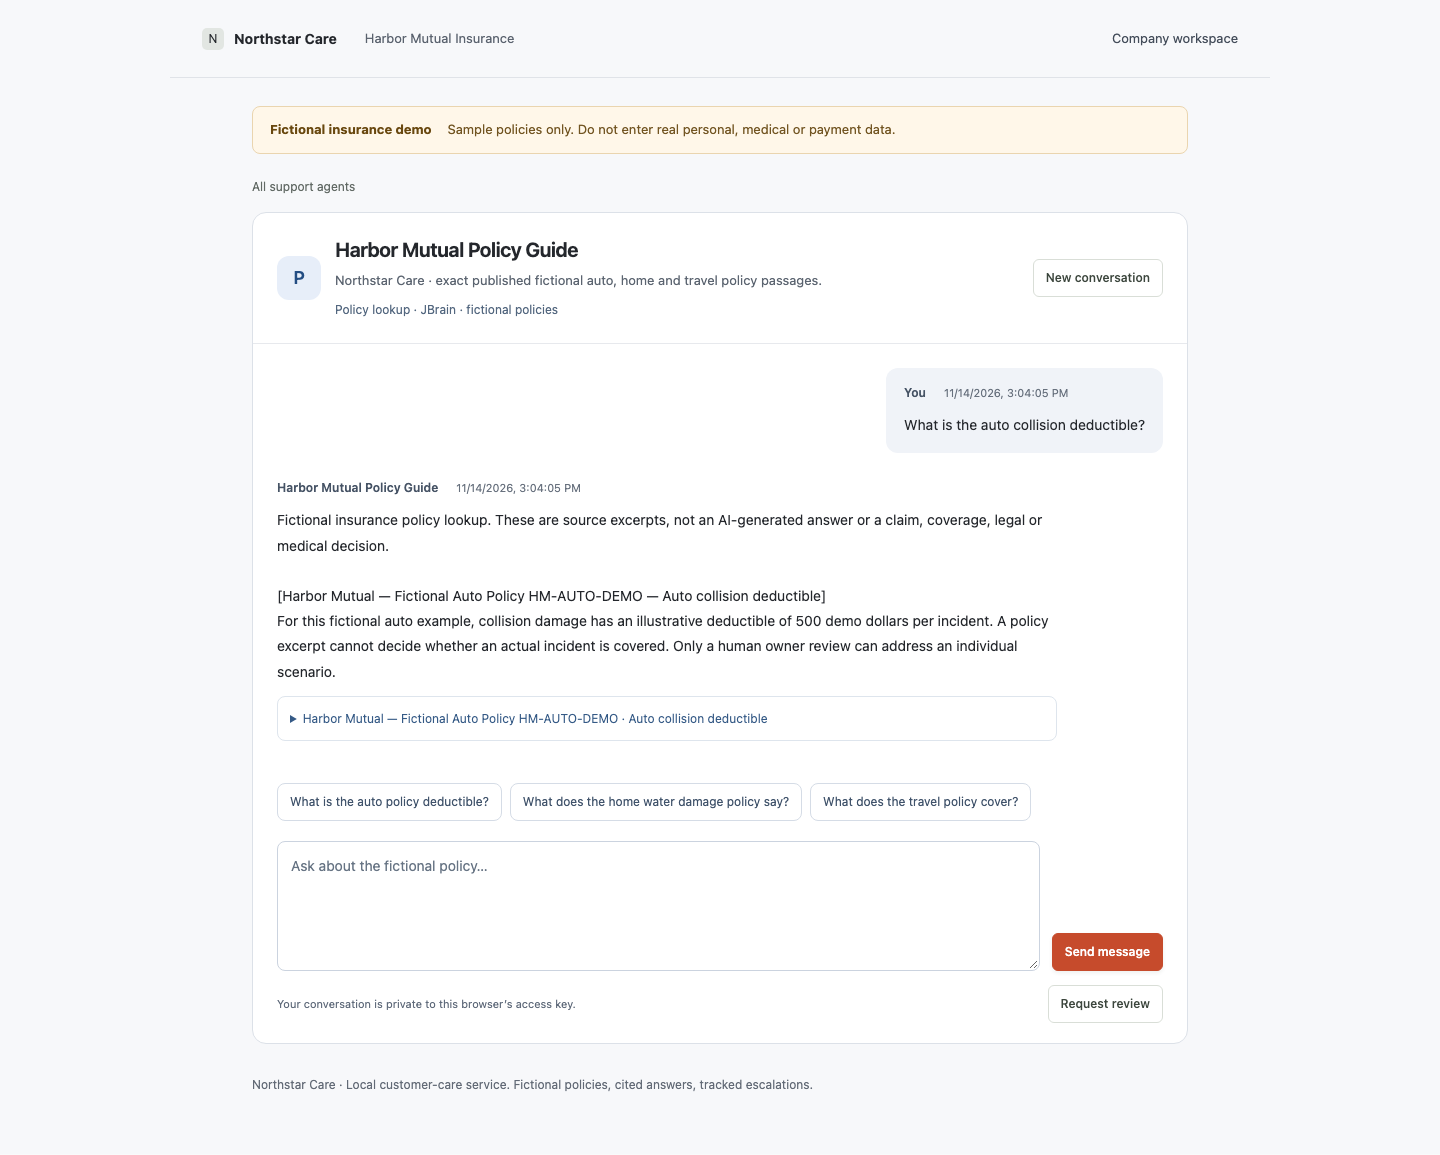 N Northstar Care Harbor Mutual Insurance Company workspace
Fictional insurance demo Sample policies only. Do not enter real personal, medical or payment data.
All support agents
P
Harbor Mutual Policy Guide
Northstar Care · exact published fictional auto, home and travel policy passages.
Policy lookup · JBrain · fictional policies
New conversation
You 11/14/2026, 3:04:05 PM
What is the auto collision deductible?
Harbor Mutual Policy Guide 11/14/2026, 3:04:05 PM
Fictional insurance policy lookup. These are source excerpts, not an AI-generated answer or a claim, coverage, legal or
medical decision.
[Harbor Mutual — Fictional Auto Policy HM-AUTO-DEMO — Auto collision deductible]
For this fictional auto example, collision damage has an illustrative deductible of 500 demo dollars per incident. A policy
excerpt cannot decide whether an actual incident is covered. Only a human owner review can address an individual
scenario.
Harbor Mutual — Fictional Auto Policy HM-AUTO-DEMO · Auto collision deductible
What is the auto policy deductible? What does the home water damage policy say? What does the travel policy cover?
Ask about the fictional policy...
Send message
Your conversation is private to this browser's access key.
Request review
Northstar Care · Local customer-care service. Fictional policies, cited answers, tracked escalations.